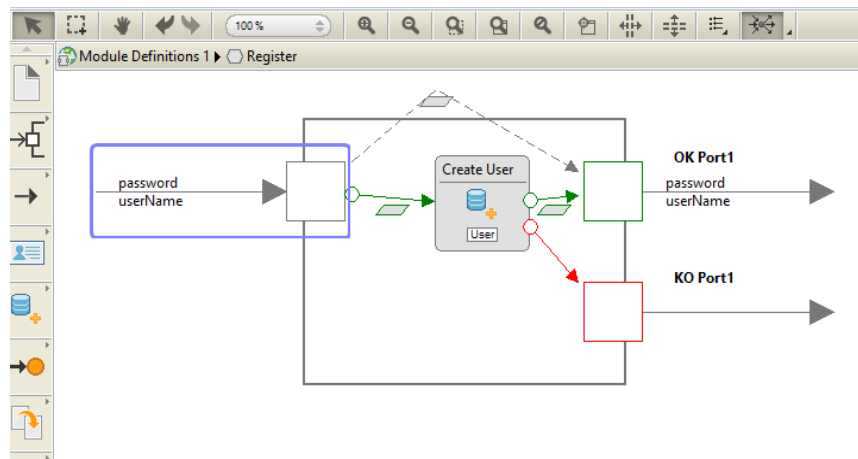 100 %
Module Definitions 1 Register
password
userName
Create User
User
OK Port1
password
userName
KO Port1